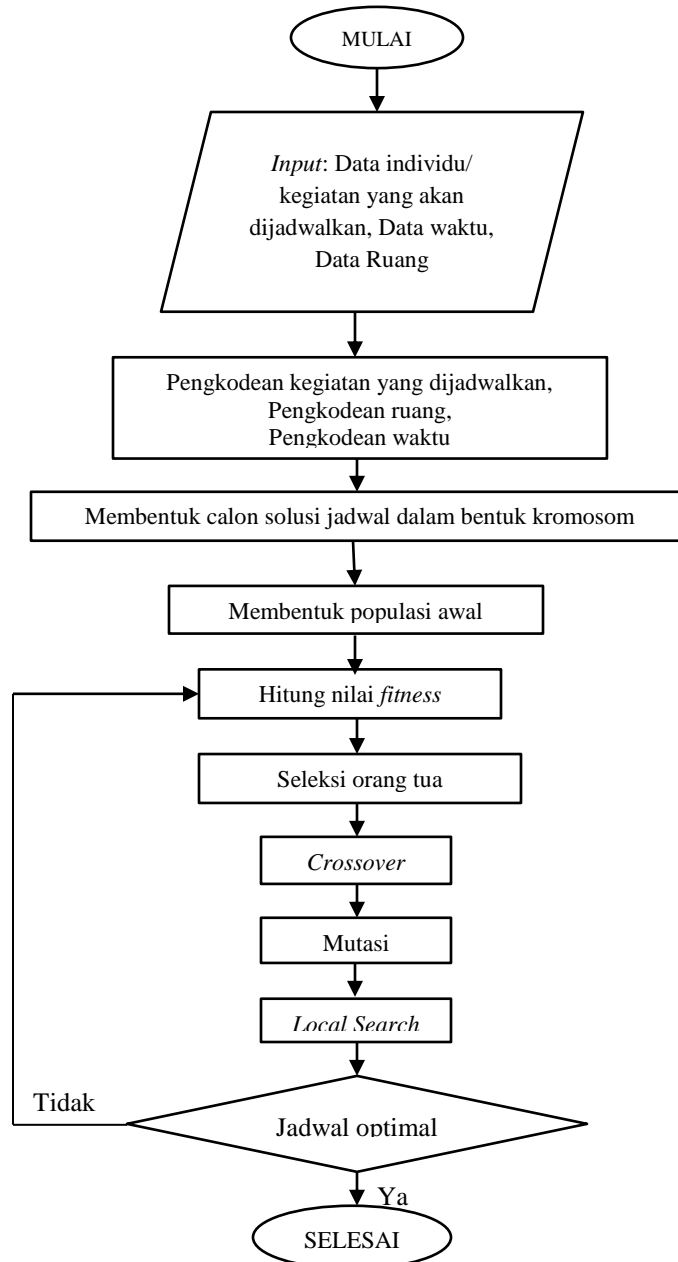 MULAI
Input: Data individu/
kegiatan yang akan
dijadwalkan, Data waktu,
Data Ruang
Pengkodean kegiatan yang dijadwalkan,
Pengkodean ruang,
Pengkodean waktu
Membentuk calon solusi jadwal dalam bentuk kromosom
Membentuk populasi awal
Hitung nilai fitness
Seleksi orang tua
Crossover
Mutasi
Local Search
Tidak
Jadwal optimal
Ya
SELESAI